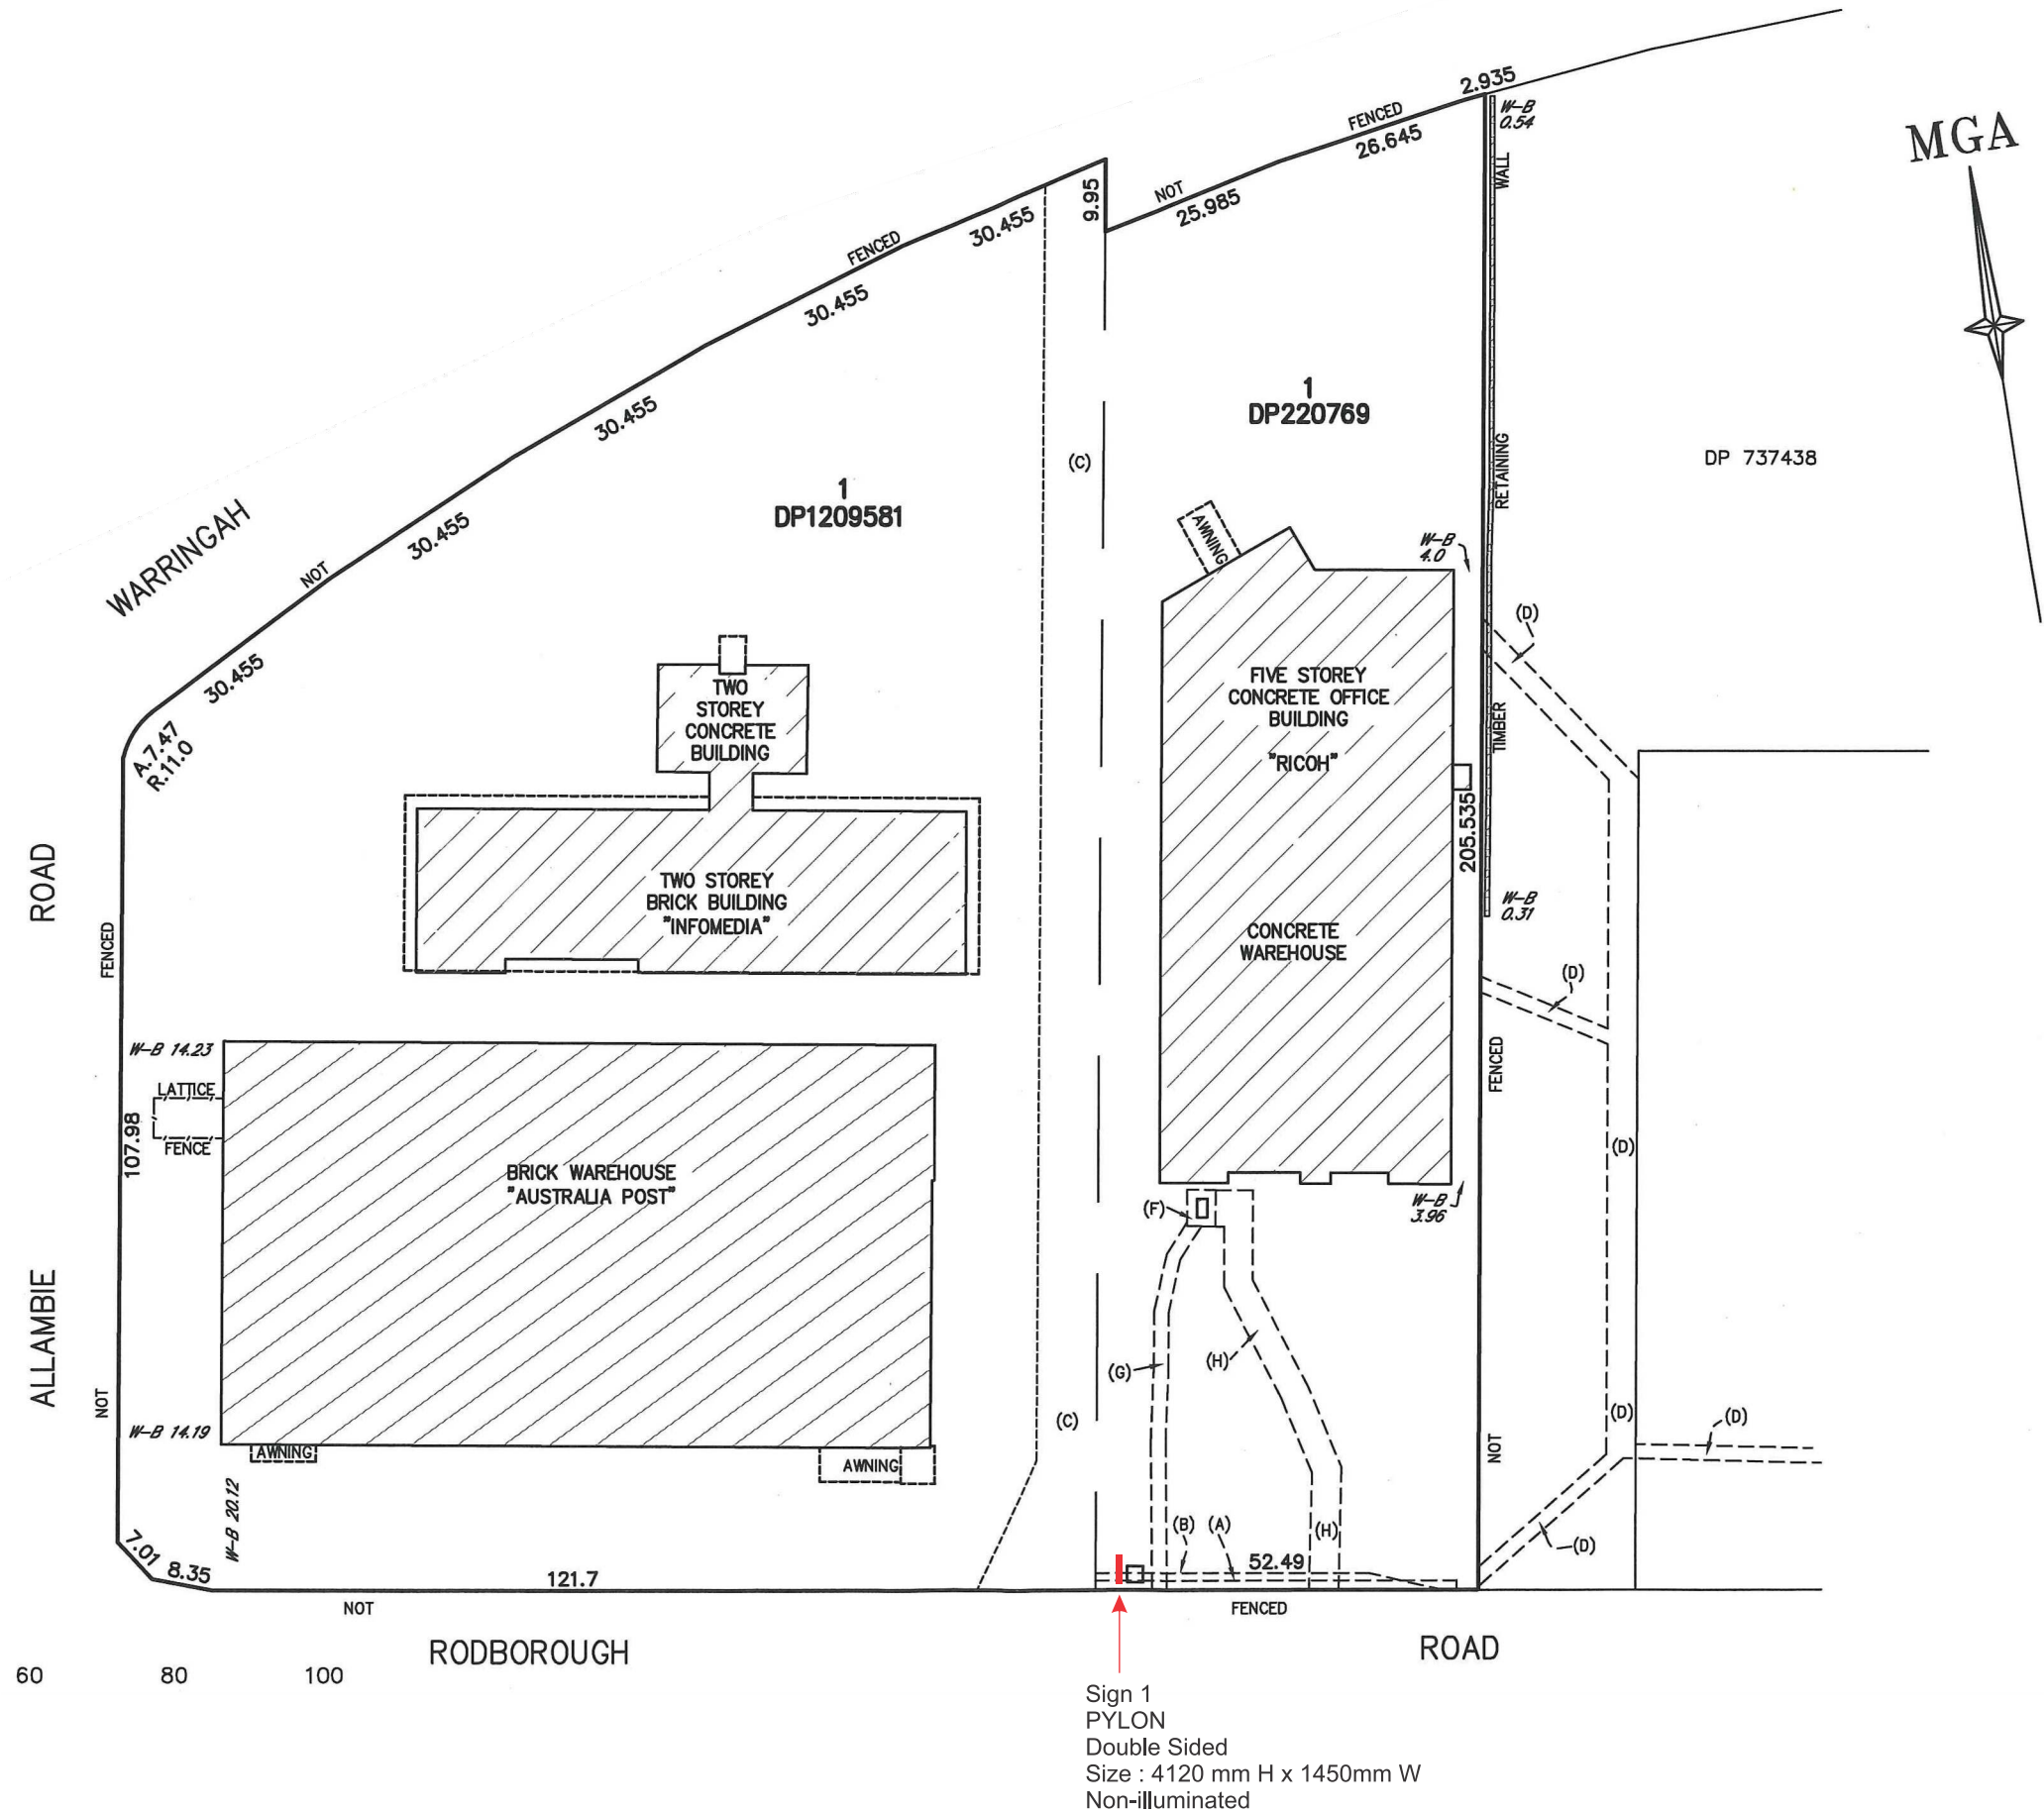 2.935
W-B
0.54
FENCED
26.645
WALL
MGA
NOT
25.985
9.95
30.455
FENCED
30.455
1
DP220769
30.455
(C)
RETAINING
DP 737438
1
DP1209581
30.455
AWNING
W-B
4.0
WARRINGAH
NOT
(D)
30.455
TWO
STOREY
CONCRETE
BUILDING
FIVE STOREY
CONCRETE OFFICE
BUILDING
"RICOH"
TIMBER
A.7.47
R.11.0
205.535
ROAD
TWO STOREY
BRICK BUILDING
"INFOMEDIA"
W-B
0.31
CONCRETE
WAREHOUSE
FENCED
(D)
W-B 14.23
FENCED
LATTICE
FENCE
107.98
(D)
BRICK WAREHOUSE
"AUSTRALIA POST"
(F)
W-B
3.96
ALLAMBIE
(G)
(H)
NOT
(C)
(D)
(D)
W-B 14.19
AWNING
AWNING
NOT
W-B 20.12
(B) (A)
(H)
(D)
7.01
8.35
121.7
52.49
NOT
FENCED
RODBOROUGH
ROAD
60 80 100
Sign 1
PYLON
Double Sided
Size : 4120 mm H x 1450mm W
Non-illuminated